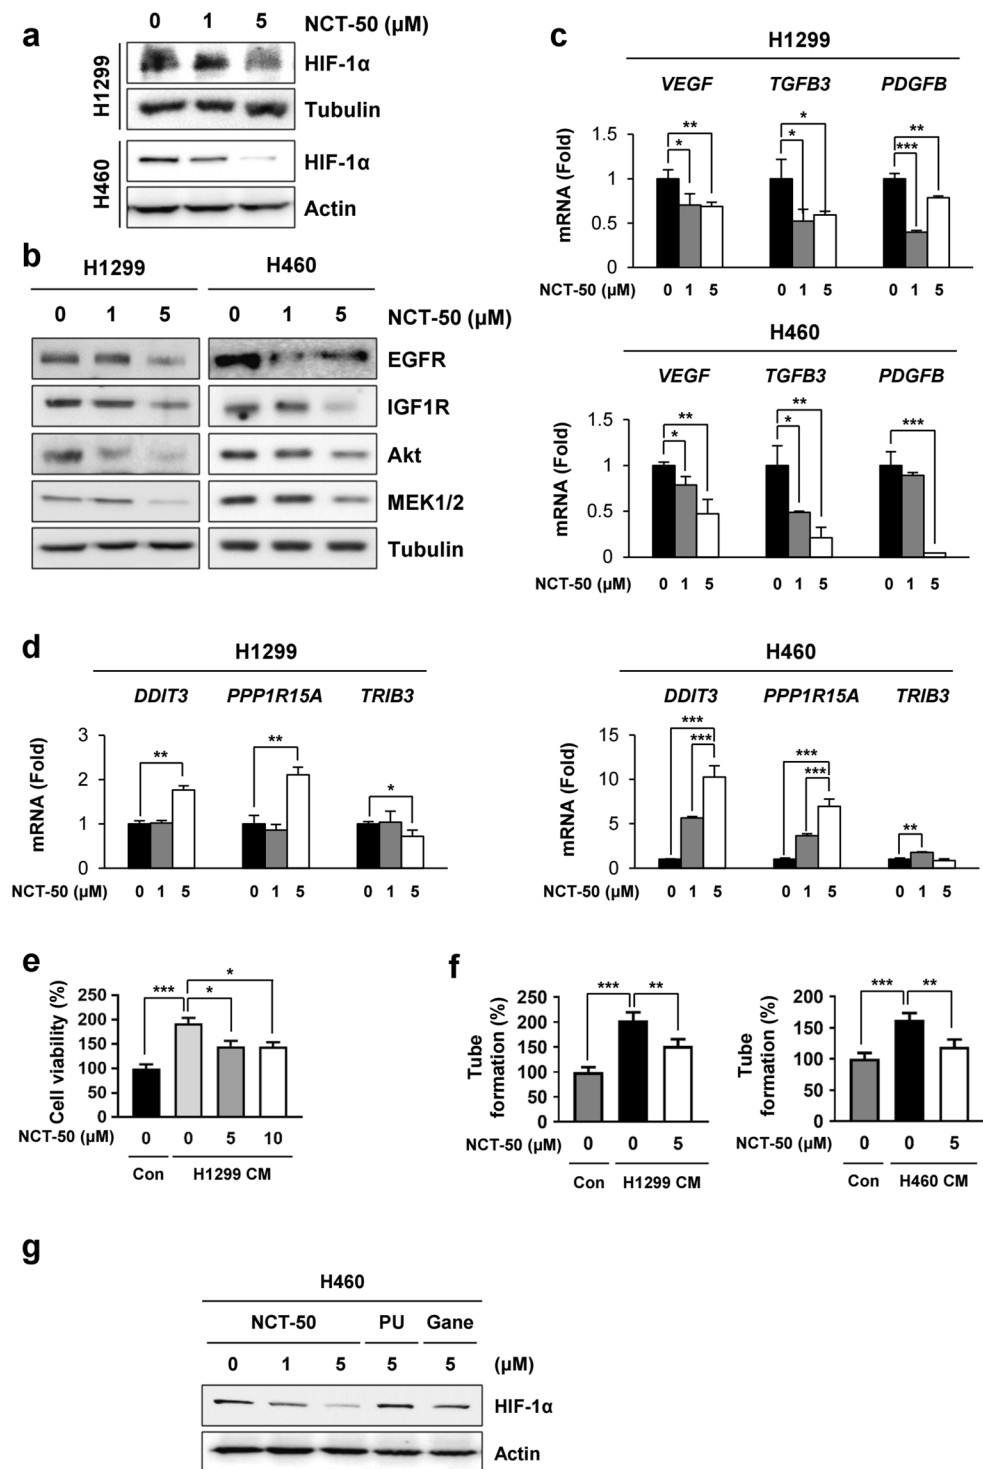 a
0 1 5 NCT-50 (µM)
H1299
HIF-1α
Tubulin
H460
HIF-1α
Actin
b
H1299 H460
0 1 5 0 1 5 NCT-50 (µM)
EGFR
IGF1R
Akt
MEK1/2
Tubulin
c
H1299
VEGF TGFB3 PDGFB
mRNA (Fold)
1.5
1
0.5
0
** * * * ** ***
NCT-50 (µM) 0 1 5 0 1 5 0 1 5
H460
VEGF TGFB3 PDGFB
mRNA (Fold)
1.5
1
0.5
0
** * ** * ***
NCT-50 (µM) 0 1 5 0 1 5 0 1 5
d
H1299
DDIT3 PPP1R15A TRIB3
mRNA (Fold)
3
2
1
0
** ** *
NCT-50 (µM) 0 1 5 0 1 5 0 1 5
H460
DDIT3 PPP1R15A TRIB3
mRNA (Fold)
15
10
5
0
*** *** *** *** **
NCT-50 (µM) 0 1 5 0 1 5 0 1 5
e
Cell viability (%)
250
200
150
100
50
0
*** * *
NCT-50 (µM) 0 0 5 10
Con H1299 CM
f
Tube
formation (%)
250
200
150
100
50
0
*** **
NCT-50 (µM) 0 0 5
Con H1299 CM
Tube
formation (%)
200
150
100
50
0
*** **
NCT-50 (µM) 0 0 5
Con H460 CM
g
H460
NCT-50 PU Gane
0 1 5 5 5 (µM)
HIF-1α
Actin